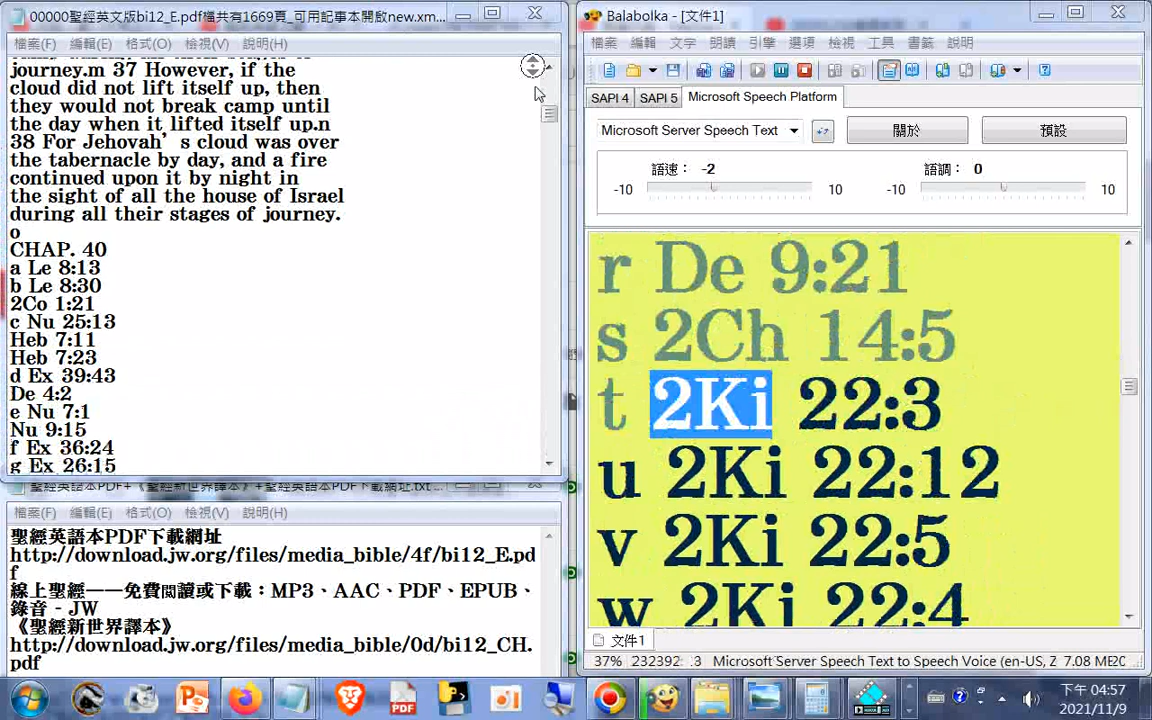 00000聖經英文版bi12_E.pdf檔共有1669頁_可用記事本開啟new.xm...
檔案(F) 編輯(E) 格式(O) 檢視(V) 說明(H)
journey.m 37 However, if the
cloud did not lift itself up, then
they would not break camp until
the day when it lifted itself up.n
38 For Jehovah’s cloud was over
the tabernacle by day, and a fire
continued upon it by night in
the sight of all the house of Israel
during all their stages of journey.
o
CHAP. 40
a Le 8:13
b Le 8:30
2Co 1:21
c Nu 25:13
Heb 7:11
Heb 7:23
d Ex 39:43
De 4:2
e Nu 7:1
Nu 9:15
f Ex 36:24
g Ex 26:15
聖經英語本PDF+《聖經新世界譯本》+聖經英語本PDF下載網址.txt ...
檔案(F) 編輯(E) 格式(O) 檢視(V) 說明(H)
聖經英語本PDF下載網址
http://download.jw.org/files/media_bible/4f/bi12_E.pd
f
線上聖經——免費閱讀或下載：MP3、AAC、PDF、EPUB、
錄音 - JW
《聖經新世界譯本》
http://download.jw.org/files/media_bible/0d/bi12_CH.
pdf
Balabolka - [文件1]
檔案 編輯 文字 朗讀 引擎 選項 檢視 工具 書籤 說明
SAPI 4 SAPI 5 Microsoft Speech Platform
Microsoft Server Speech Text 關於 預設
語速： -2 語調： 0
-10 10 -10 10
r De 9:21
s 2Ch 14:5
t 2Ki 22:3
u 2Ki 22:12
v 2Ki 22:5
w 2Ki 22:4
文件1
37% 232392 : .3 Microsoft Server Speech Text to Speech Voice (en-US, Z 7.08 ME
下午 04:57
2021/11/9